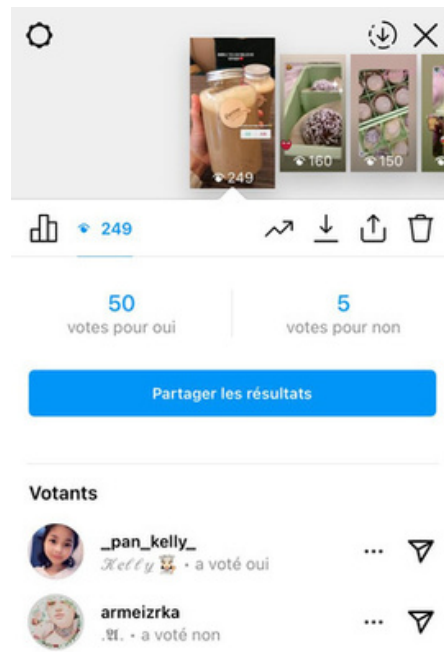 249
160
150
249
50
5
votes pour oui
votes pour non
Partager les résultats
Votants
_pan_kelly_
𝒦𝑒𝓁𝓁𝓎 • a voté oui
armeizrka
.𝕬. • a voté non